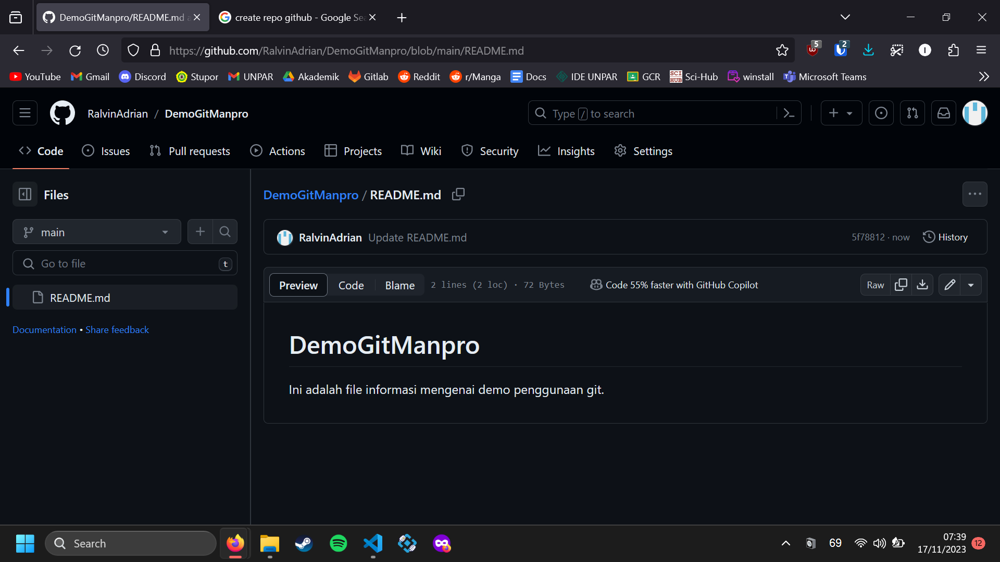 DemoGitManpro/README.md a
create repo github - Google Sea
https://github.com/RalvinAdrian/DemoGitManpro/blob/main/README.md
5
2
YouTube Gmail Discord Stupor UNPAR Akademik Gitlab Reddit r/Manga Docs IDE UNPAR GCR SCI HUB Sci-Hub winstall Microsoft Teams
RalvinAdrian / DemoGitManpro
Type / to search
Code Issues Pull requests Actions Projects Wiki Security Insights Settings
Files
DemoGitManpro / README.md
main
RalvinAdrian Update README.md
5f78812 · now
History
Go to file
t
Preview Code Blame 2 lines (2 loc) · 72 Bytes
Code 55% faster with GitHub Copilot
Raw
README.md
Documentation • Share feedback
DemoGitManpro
Ini adalah file informasi mengenai demo penggunaan git.
Search
69
07:39
17/11/2023
12